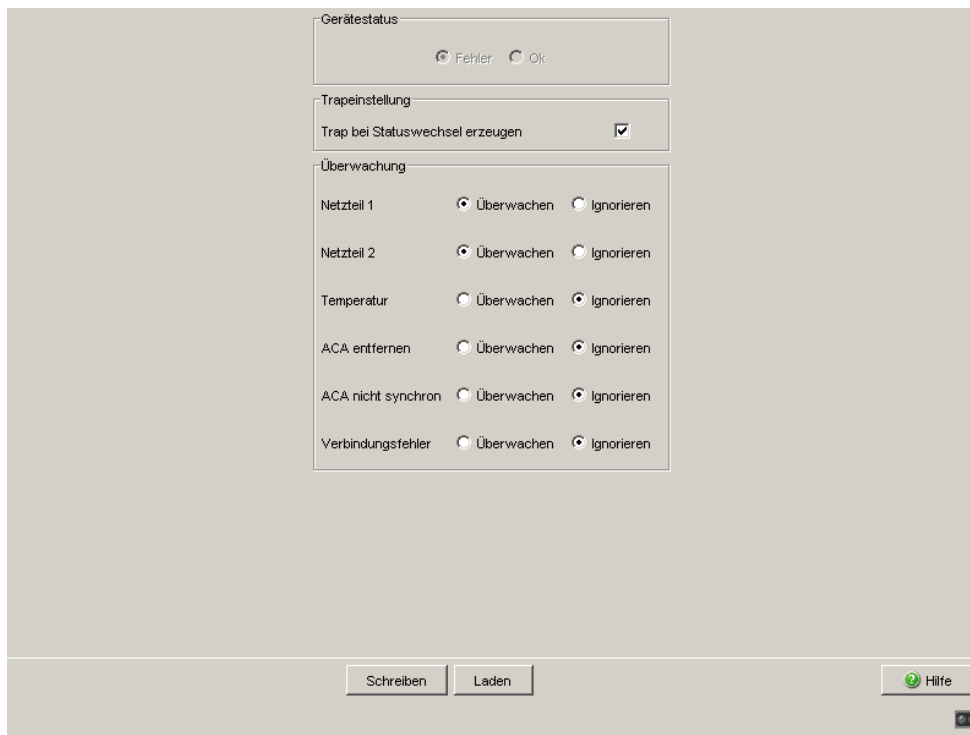 Gerätestatus
Fehler Ok
Trapeinstellung
Trap bei Statuswechsel erzeugen
Überwachung
Netzteil 1 Überwachen Ignorieren
Netzteil 2 Überwachen Ignorieren
Temperatur Überwachen Ignorieren
ACA entfernen Überwachen Ignorieren
ACA nicht synchron Überwachen Ignorieren
Verbindungsfehler Überwachen Ignorieren
Schreiben Laden Hilfe